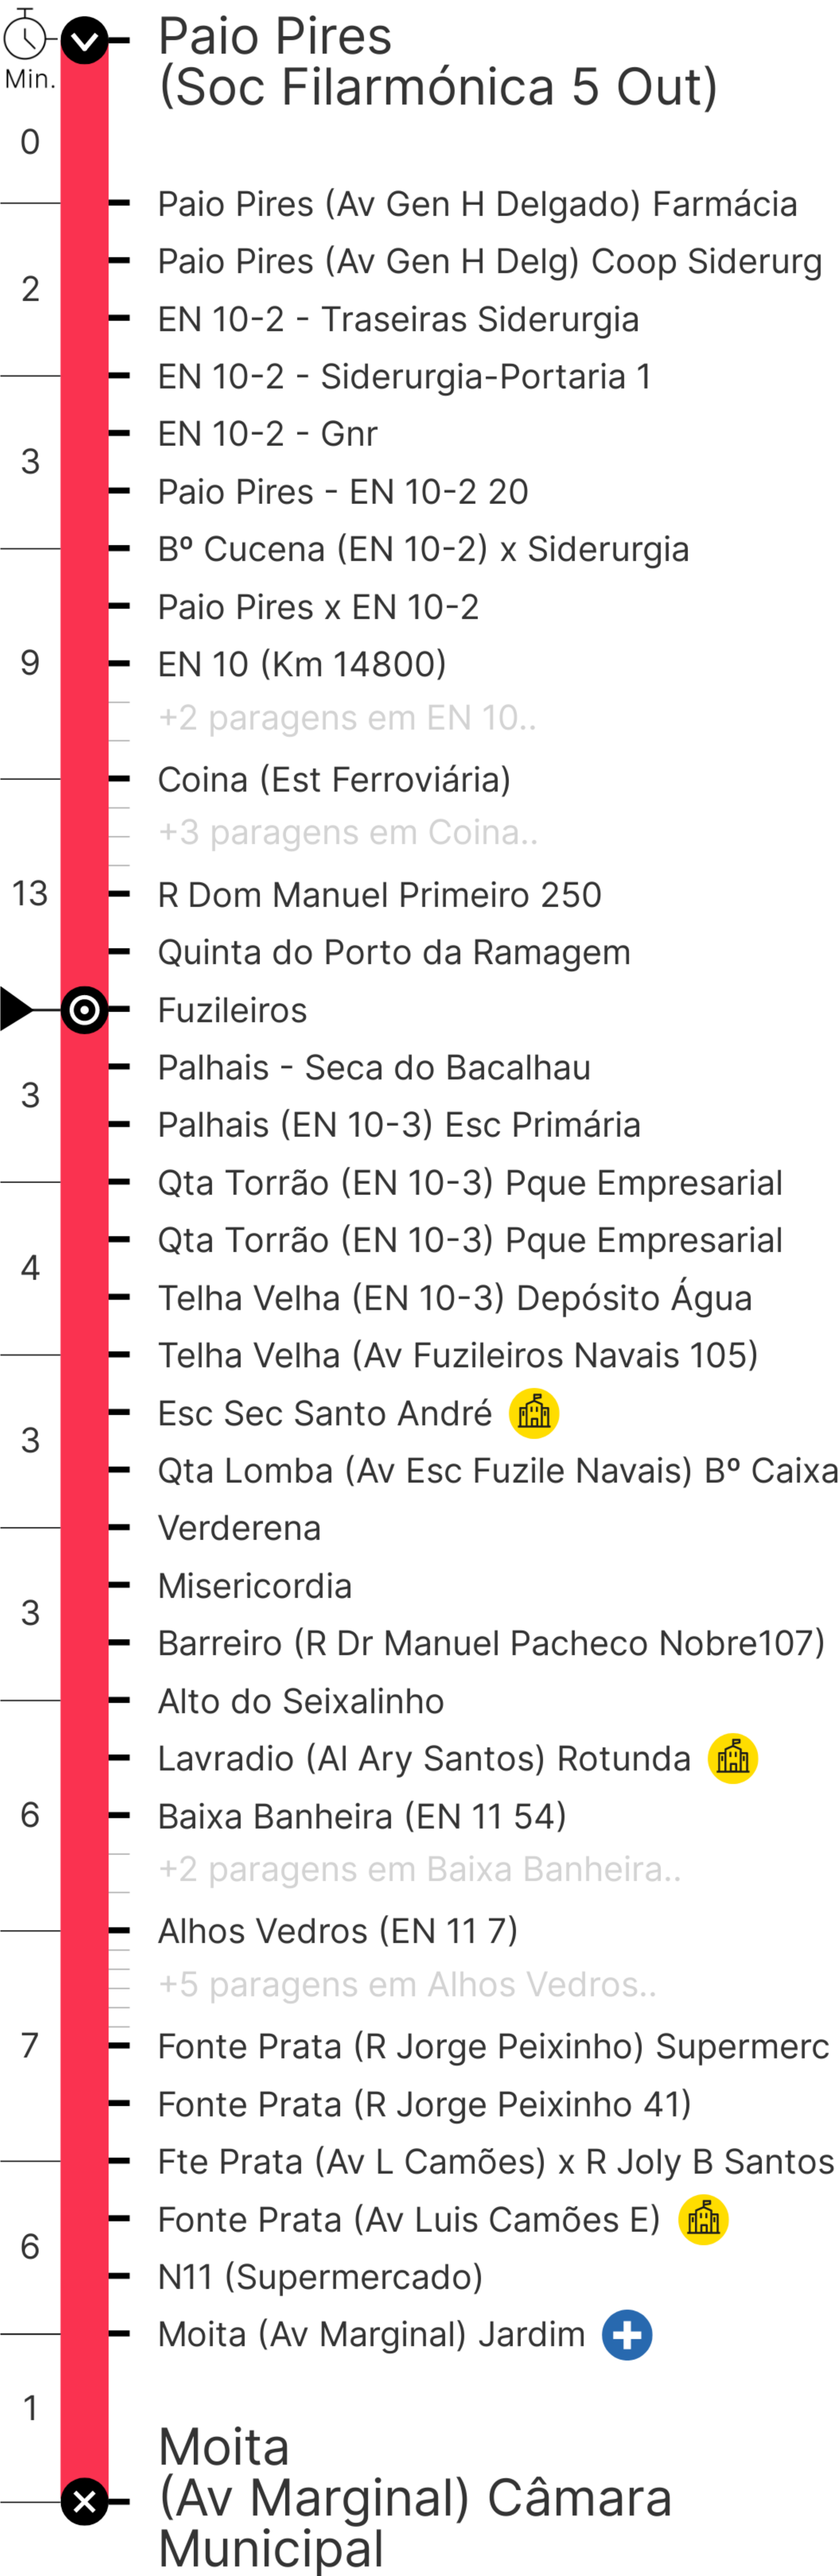 Min.
Paio Pires
(Soc Filarmónica 5 Out)
0
Paio Pires (Av Gen H Delgado) Farmácia
Paio Pires (Av Gen H Delg) Coop Siderurg
2
EN 10-2 - Traseiras Siderurgia
EN 10-2 - Siderurgia-Portaria 1
EN 10-2 - Gnr
3
Paio Pires - EN 10-2 20
Bº Cucena (EN 10-2) x Siderurgia
Paio Pires x EN 10-2
9
EN 10 (Km 14800)
+2 paragens em EN 10..
Coina (Est Ferroviária)
+3 paragens em Coina..
13
R Dom Manuel Primeiro 250
Quinta do Porto da Ramagem
Fuzileiros
Palhais - Seca do Bacalhau
3
Palhais (EN 10-3) Esc Primária
Qta Torrão (EN 10-3) Pque Empresarial
Qta Torrão (EN 10-3) Pque Empresarial
4
Telha Velha (EN 10-3) Depósito Água
Telha Velha (Av Fuzileiros Navais 105)
Esc Sec Santo André
3
Qta Lomba (Av Esc Fuzile Navais) Bº Caixa
Verderena
Misericordia
3
Barreiro (R Dr Manuel Pacheco Nobre107)
Alto do Seixalinho
Lavradio (Al Ary Santos) Rotunda
6
Baixa Banheira (EN 11 54)
+2 paragens em Baixa Banheira..
Alhos Vedros (EN 11 7)
+5 paragens em Alhos Vedros..
7
Fonte Prata (R Jorge Peixinho) Supermerc
Fonte Prata (R Jorge Peixinho 41)
Fte Prata (Av L Camões) x R Joly B Santos
Fonte Prata (Av Luis Camões E)
6
N11 (Supermercado)
Moita (Av Marginal) Jardim
1
Moita
(Av Marginal) Câmara
Municipal